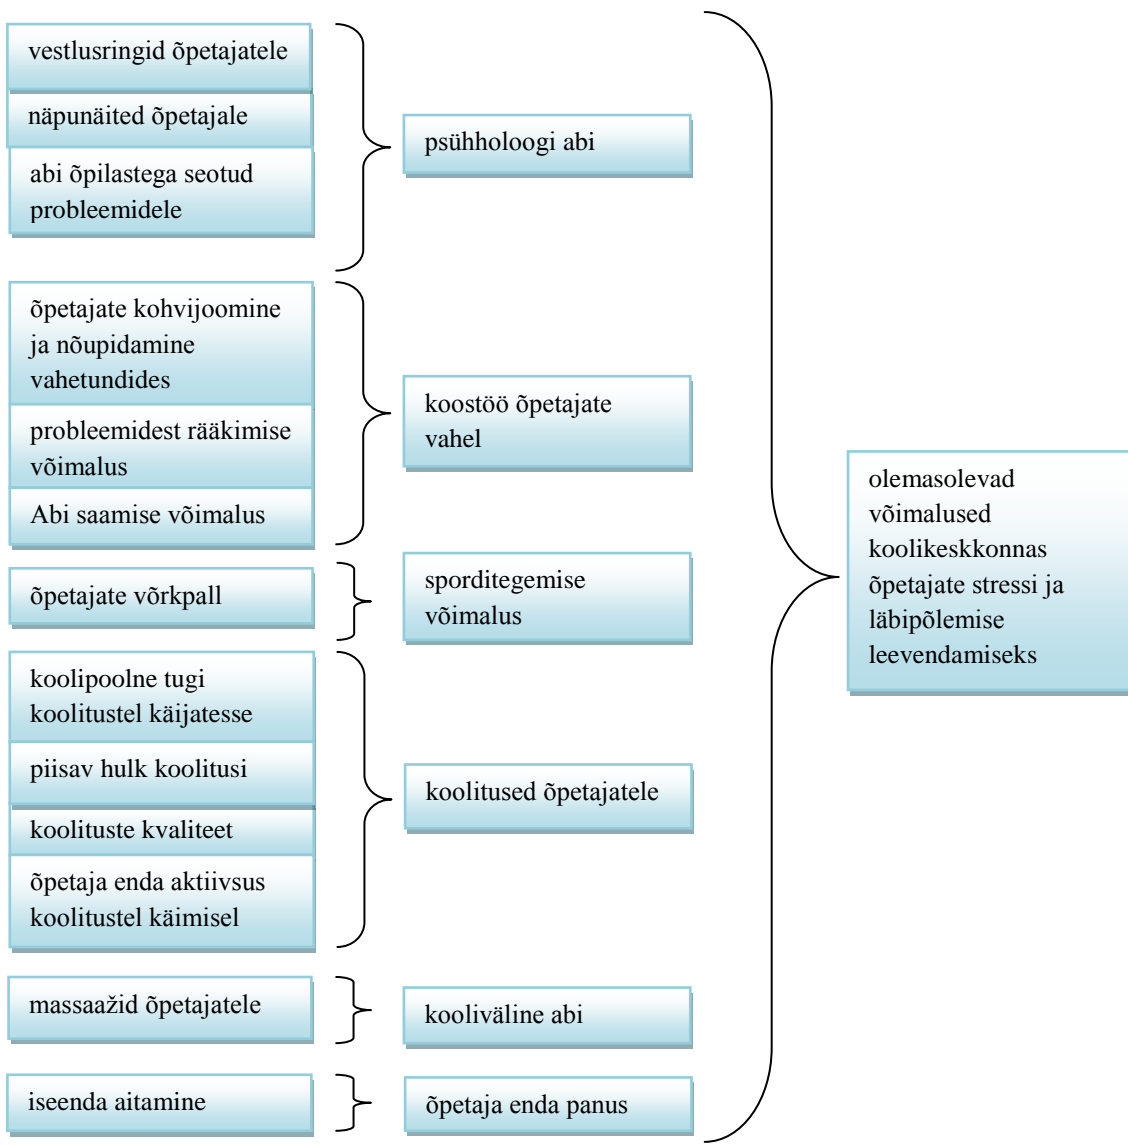 vestlusringid õpetajatele
näpunäited õpetajale
abi õpilastega seotud
probleemidele
psühholoogi abi
õpetajate kohvijoomine
ja nõupidamine
vahetundides
probleemidest rääkimise
võimalus
Abi saamise võimalus
koostöö õpetajate
vahel
õpetajate võrkpall
sporditegemise
võimalus
koolipoolne tugi
koolitustel käijatesse
piisav hulk koolitusi
koolituste kvaliteet
õpetaja enda aktiivsus
koolitustel käimisel
koolitused õpetajatele
massaažid õpetajatele
kooliväline abi
iseenda aitamine
õpetaja enda panus
olemasolevad
võimalused
koolikeskkonnas
õpetajate stressi ja
läbipõlemise
leevendamiseks